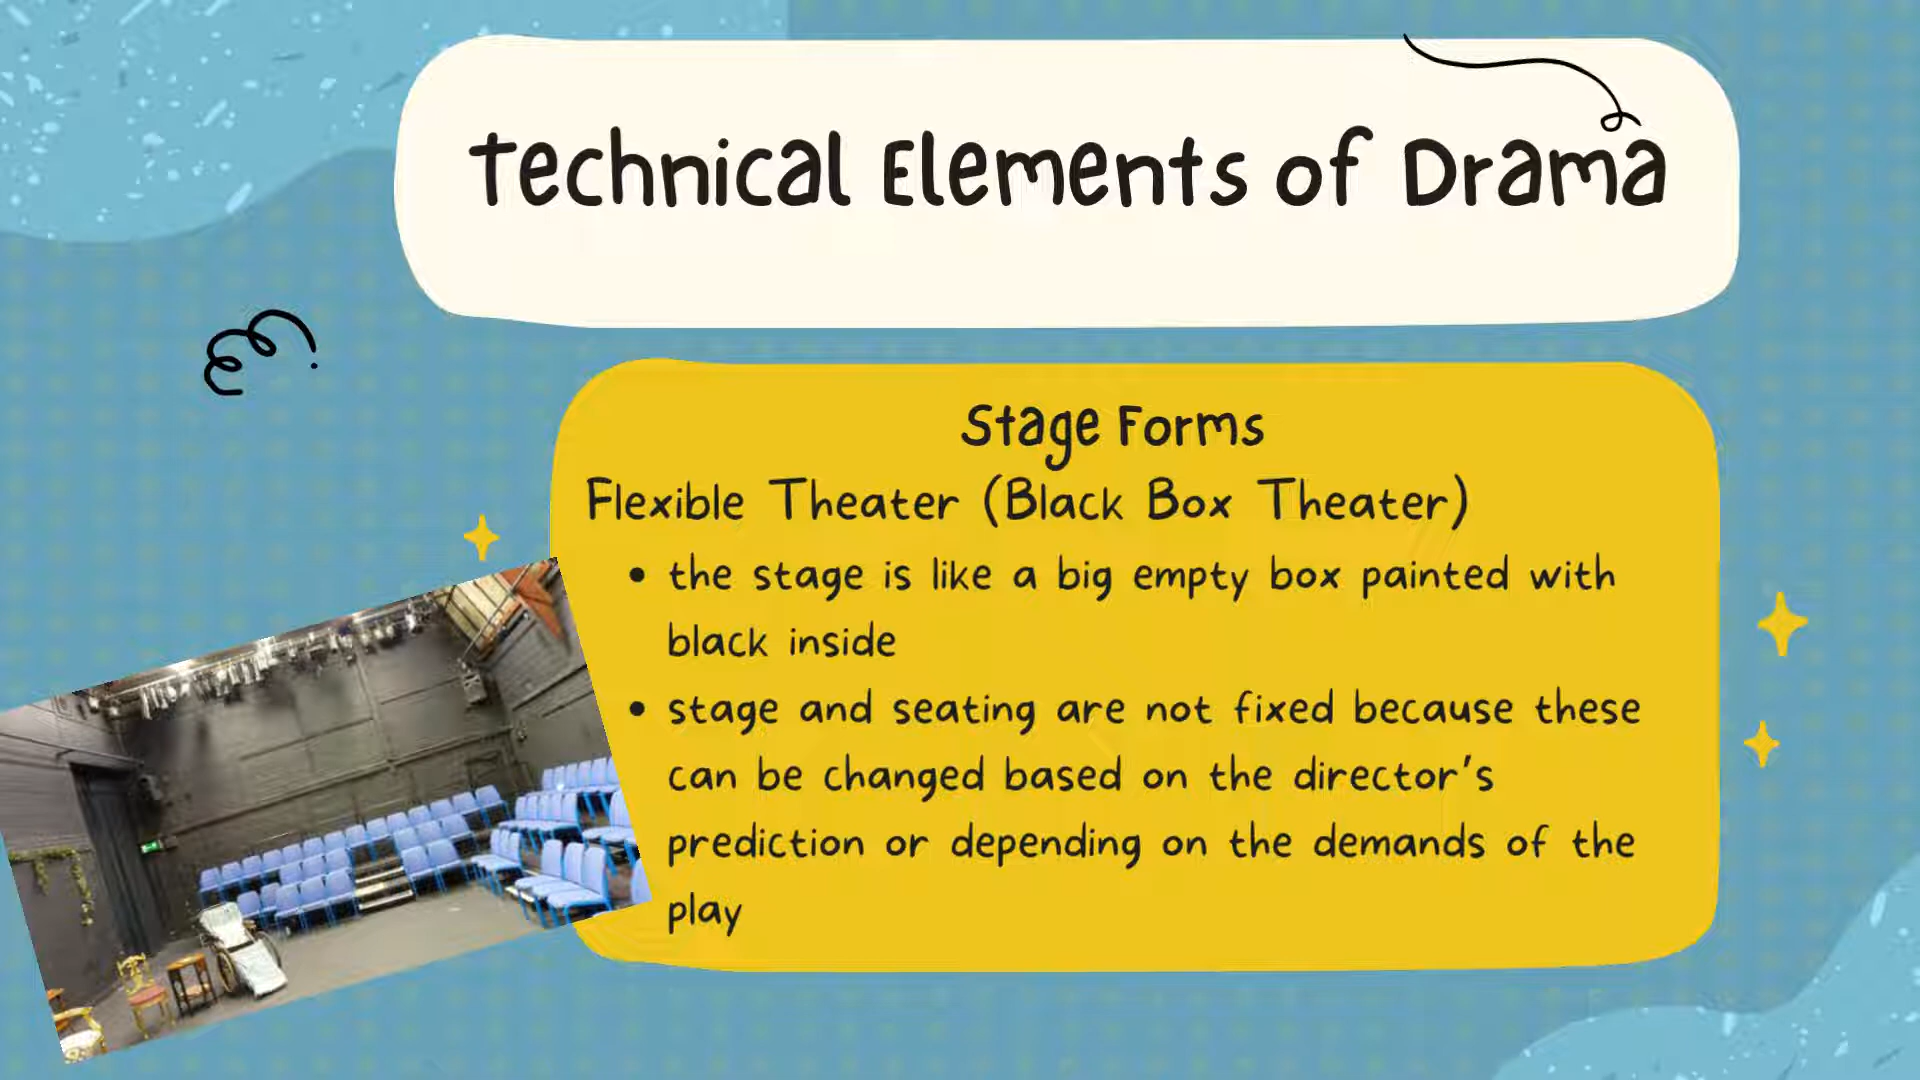 Technical Elements of Drama
Stage Forms
Flexible Theater (Black Box Theater)
• the stage is like a big empty box painted with
black inside
• stage and seating are not fixed because these
can be changed based on the director's
prediction or depending on the demands of the
play